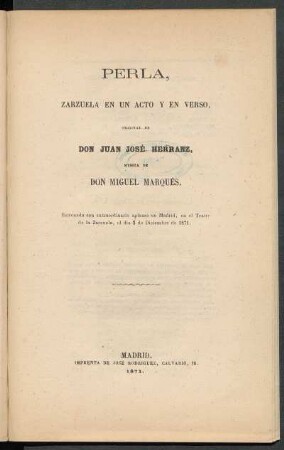 PERLA,
ZARZUELA EN UN ACTO Y EN VERSO,
ORIGINAL DE
DON JUAN JOSÉ HERRANZ,
MÚSICA DE
DON MIGUEL MARQUÉS.
Estrenada con extraordinario aplauso en Madrid, en el Teatro
de la Zarzuela, el dia de Diciembre de 1871.
MADRID.
IMPRENTA DE JOSÉ RODRIGUEZ, CALVARIO, 18.
1871.